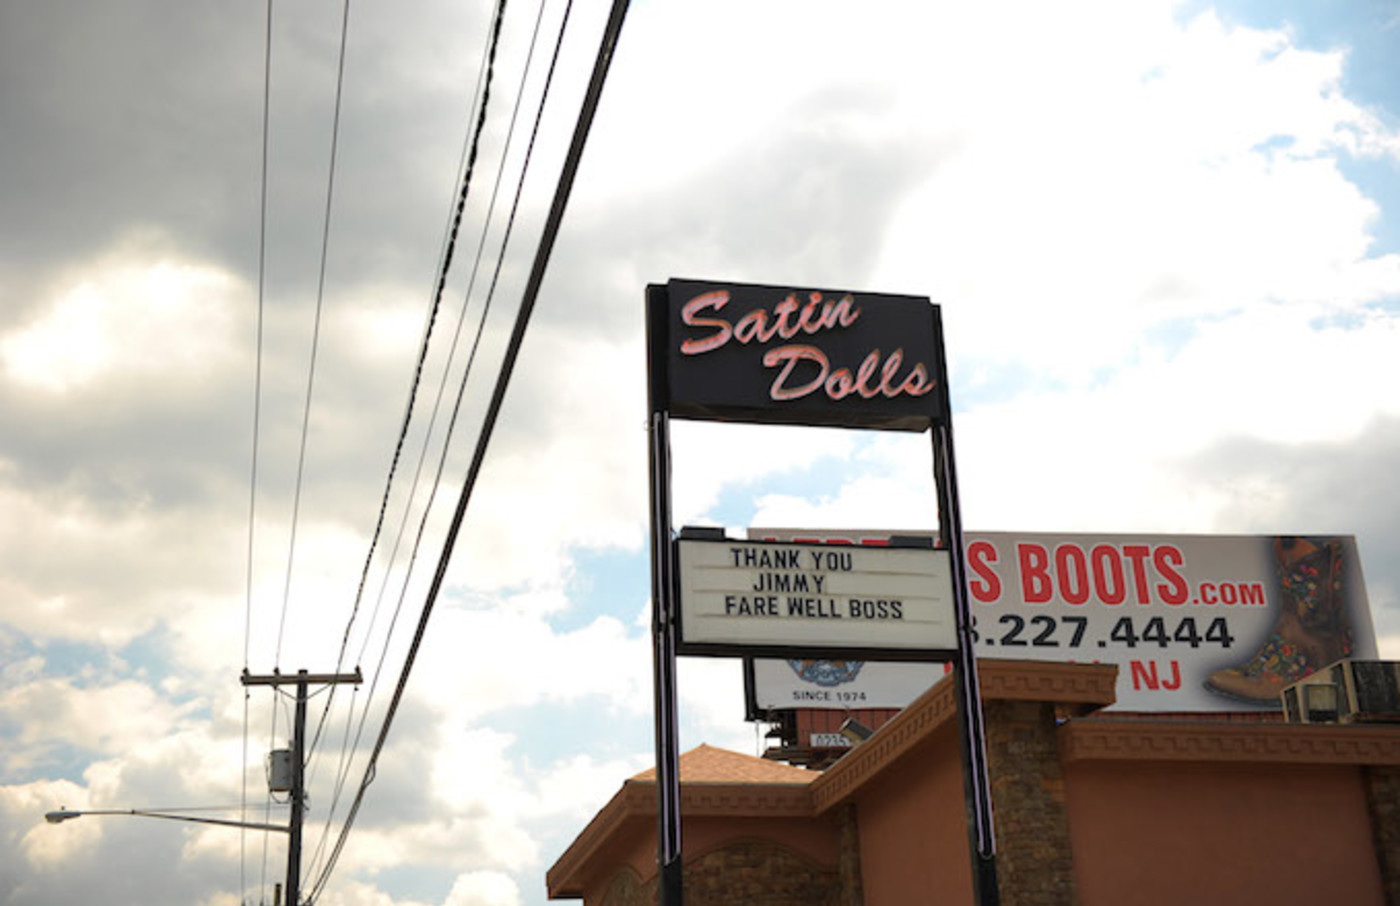 Satin
Dolls
THANK YOU
JIMMY
FARE WELL BOSS
BOOTS.COM
.227.4444
NJ
SINCE 1974